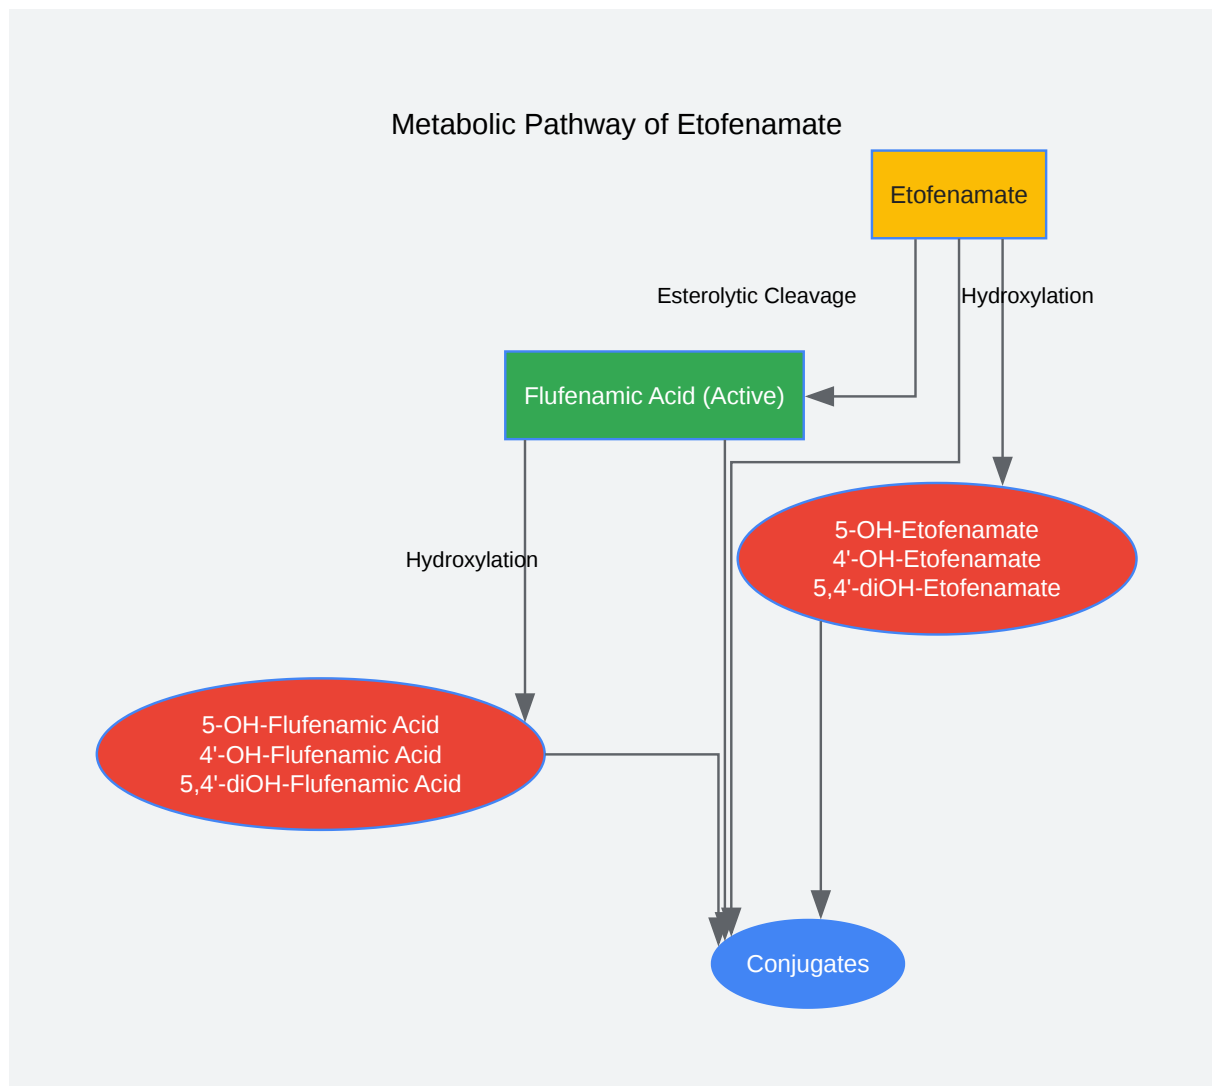 Metabolic Pathway of Etofenamate
Etofenamate
Esterolytic Cleavage
Hydroxylation
Flufenamic Acid (Active)
5-OH-Etofenamate
4'-OH-Etofenamate
5,4'-diOH-Etofenamate
Hydroxylation
5-OH-Flufenamic Acid
4'-OH-Flufenamic Acid
5,4'-diOH-Flufenamic Acid
Conjugates